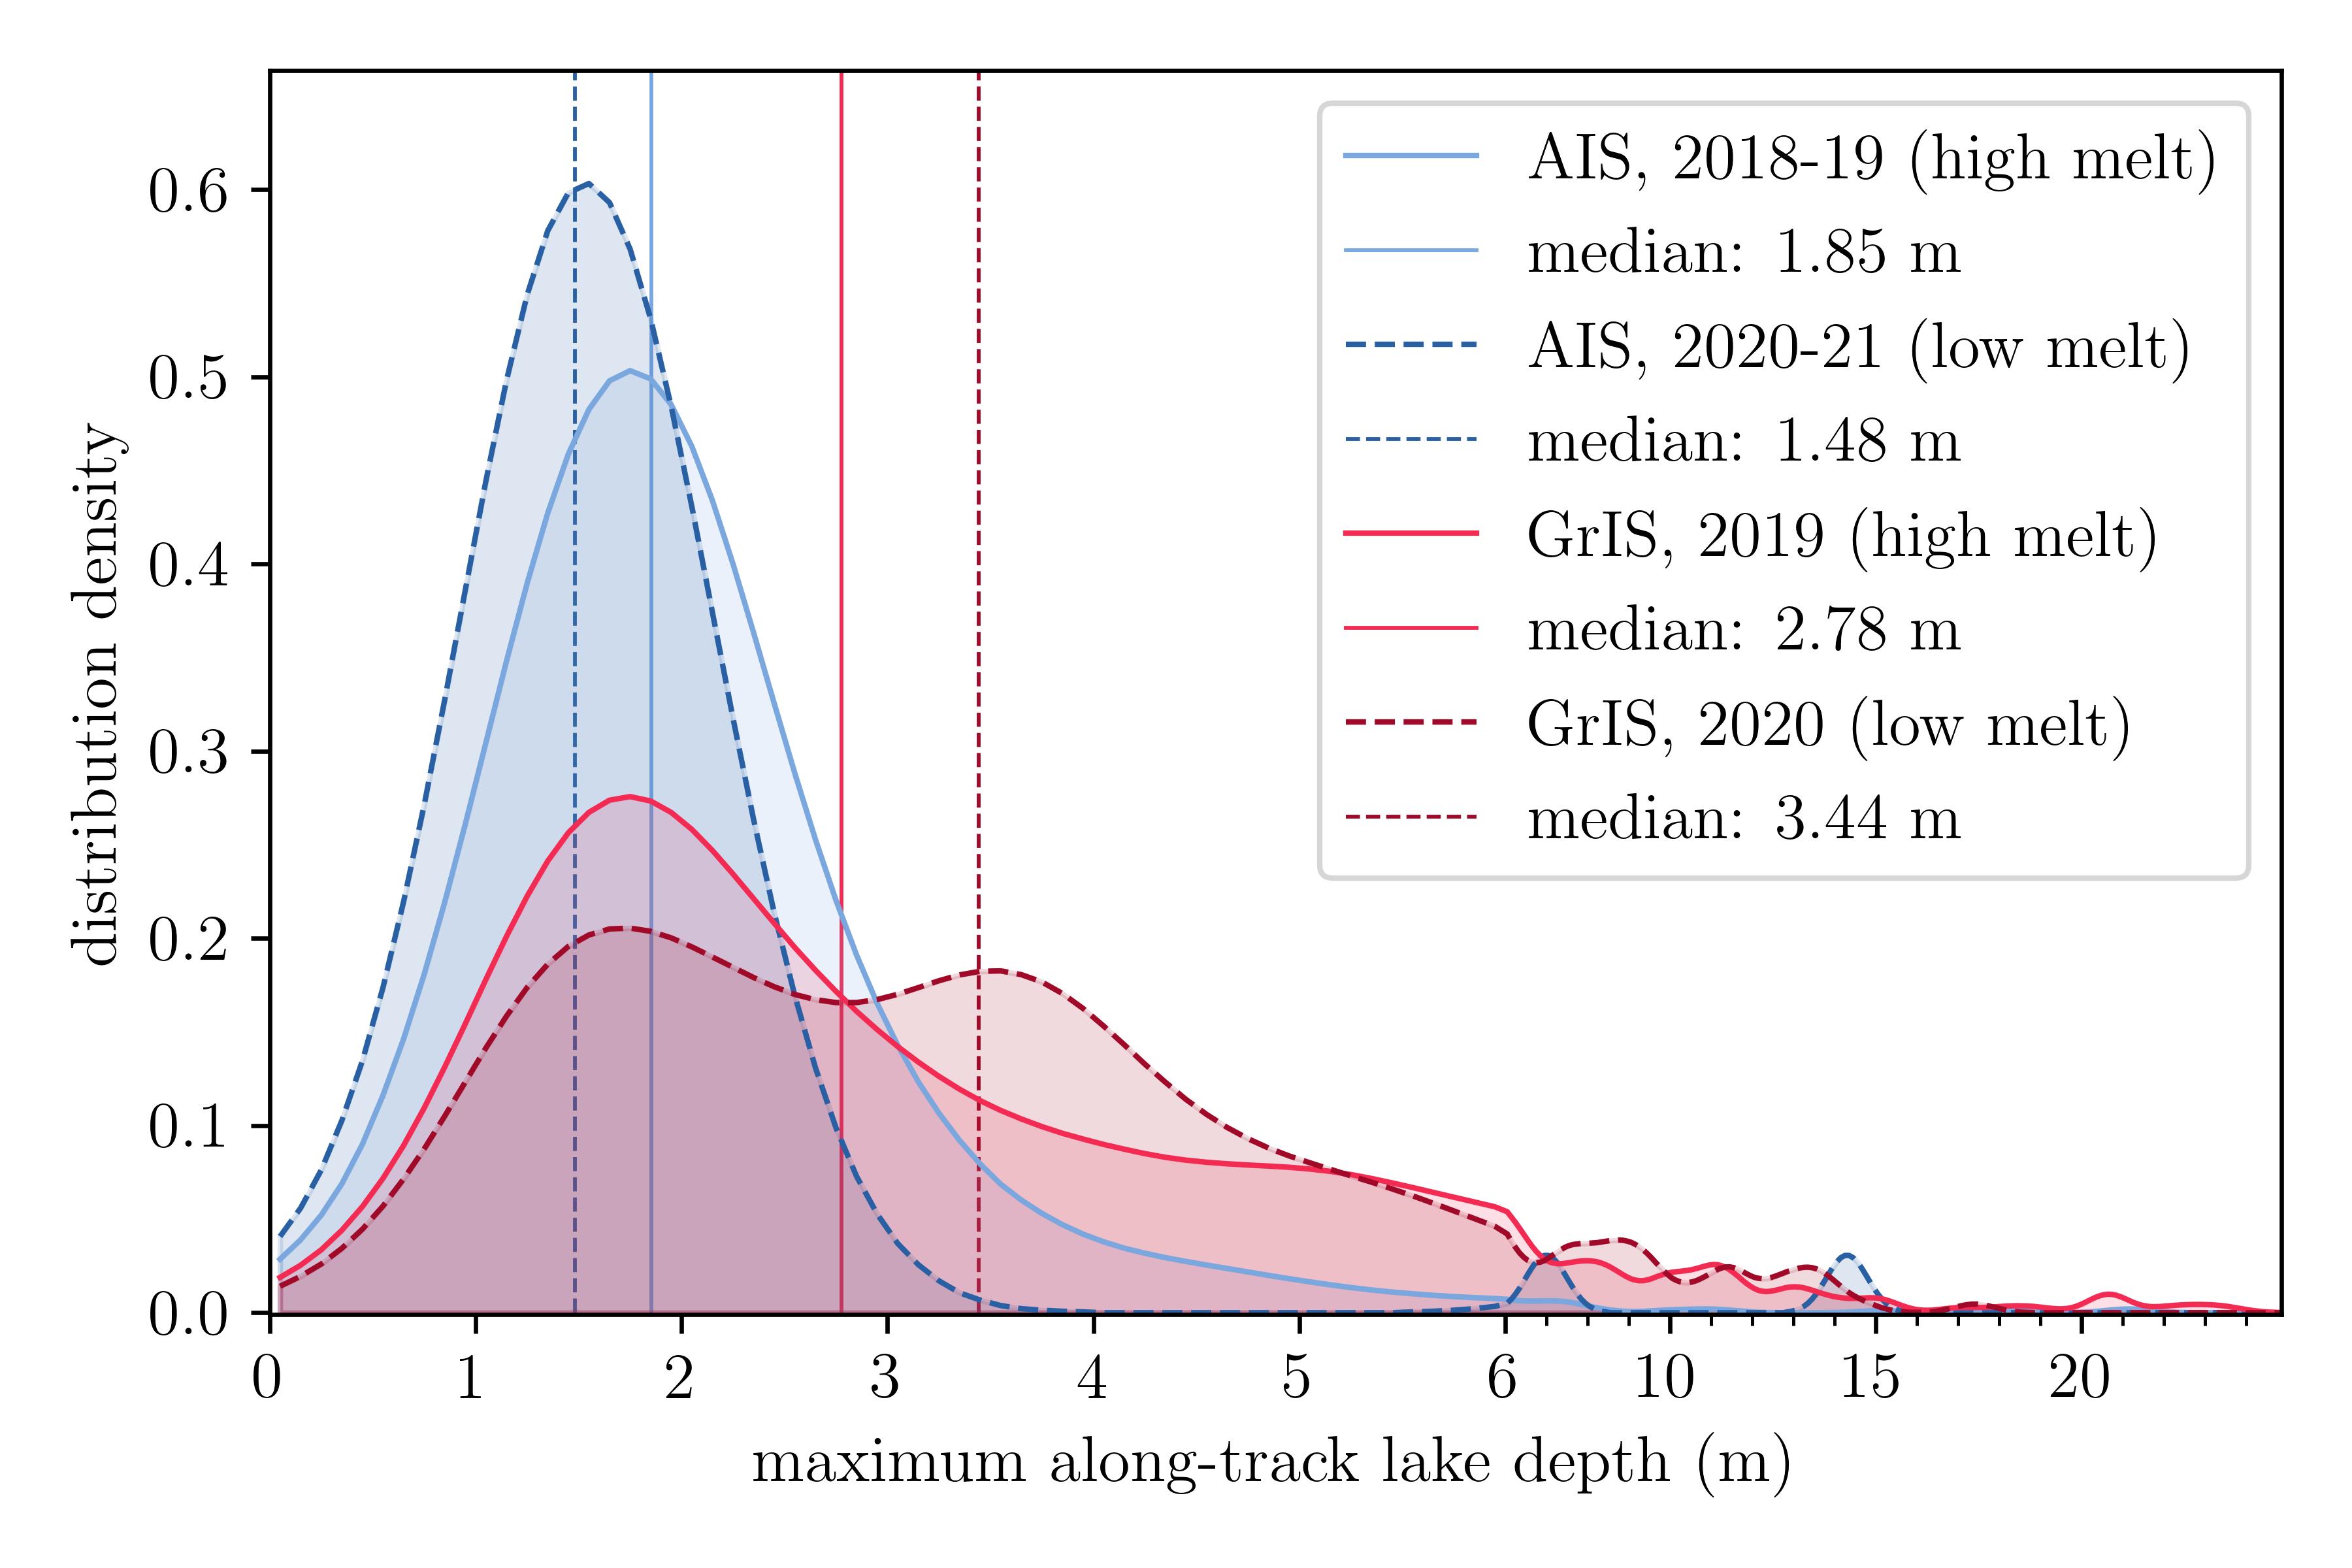 AIS, 2018-19 (high melt)
median: 1.85 m
AIS, 2020-21 (low melt)
median: 1.48 m
GrIS, 2019 (high melt)
median: 2.78 m
GrIS, 2020 (low melt)
median: 3.44 m
distribution density
0.6
0.5
0.4
0.3
0.2
0.1
0.0
0 1 2 3 4 5 6 10 15 20
maximum along-track lake depth (m)